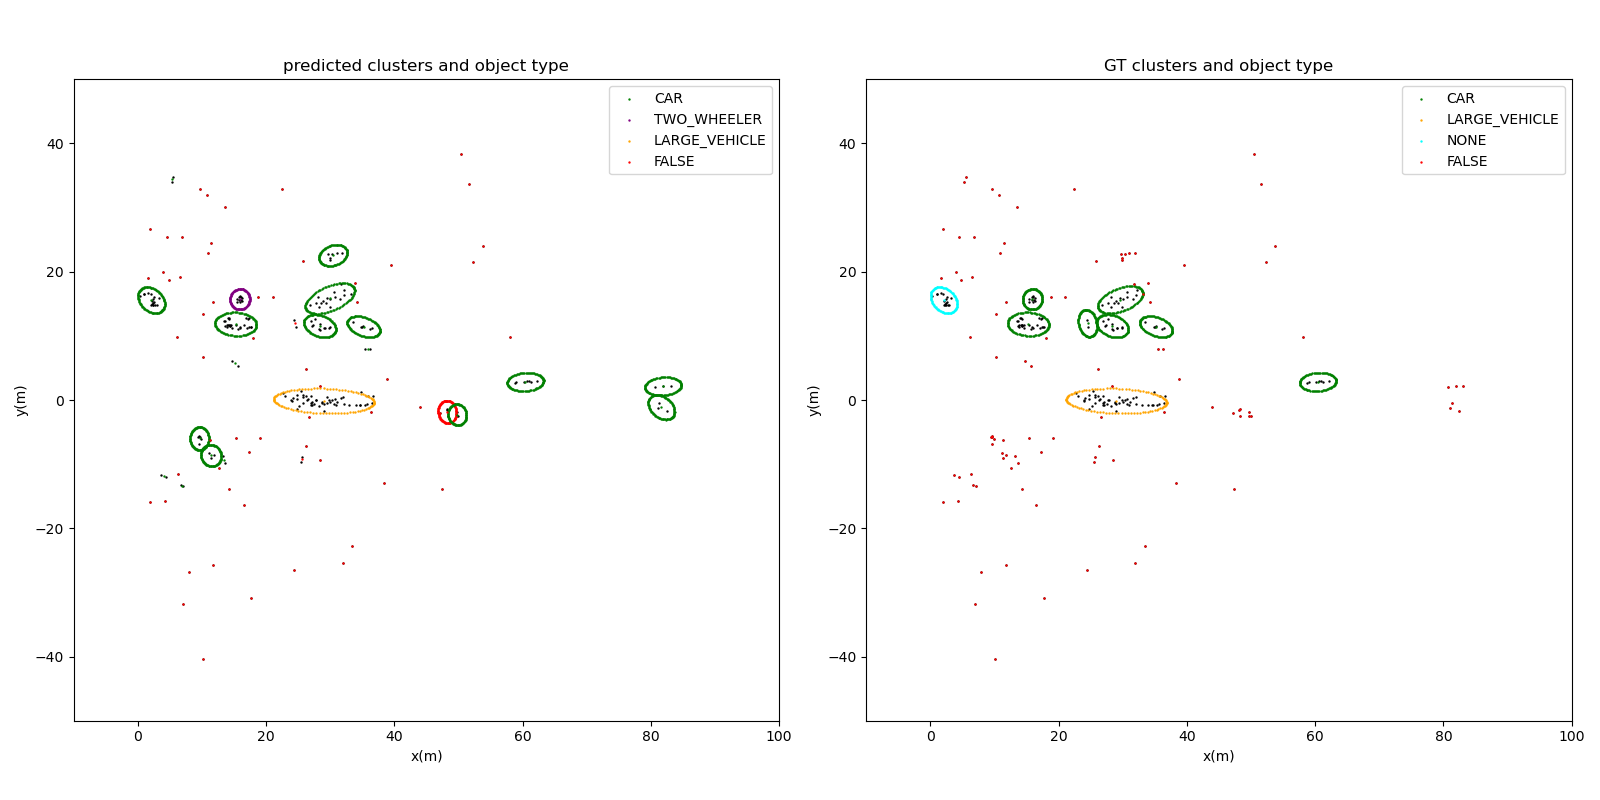 predicted clusters and object type
CAR
TWO_WHEELER
LARGE_VEHICLE
FALSE
40
20
0
−20
−40
y(m)
0
20
40
60
80
100
x(m)
GT clusters and object type
CAR
LARGE_VEHICLE
NONE
FALSE
40
20
0
−20
−40
y(m)
0
20
40
60
80
100
x(m)